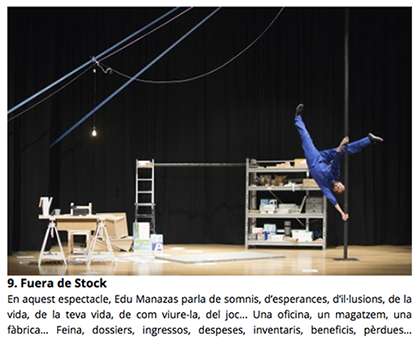 9. Fuera de Stock
En aquest espectacle, Edu Manazas parla de somnis, d'esperances, d'il·lusions, de la
vida, de la teva vida, de com viure-la, del joc... Una oficina, un magatzem, una
fàbrica... Feina, dossiers, ingressos, despeses, inventaris, beneficis, pèrdues...